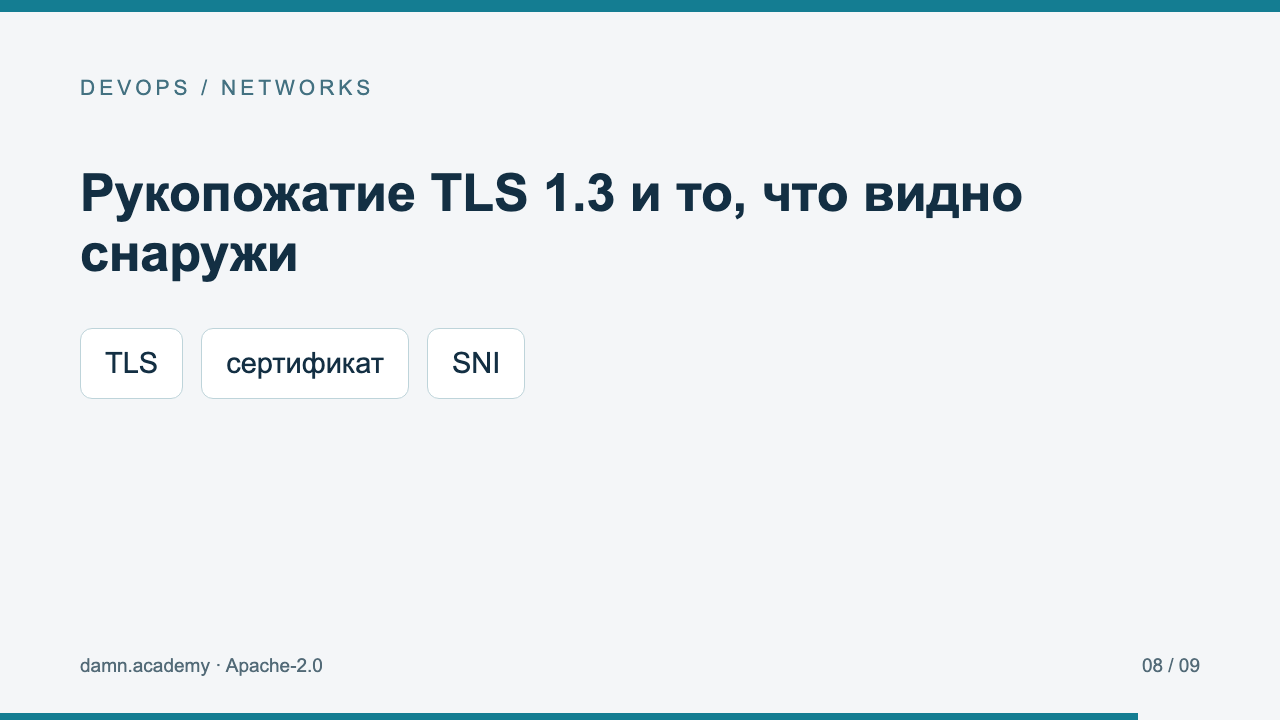 DEVOPS / NETWORKS
Рукопожатие TLS 1.3 и то, что видно
снаружи
TLS
сертификат
SNI
damn.academy · Apache-2.0
08 / 09